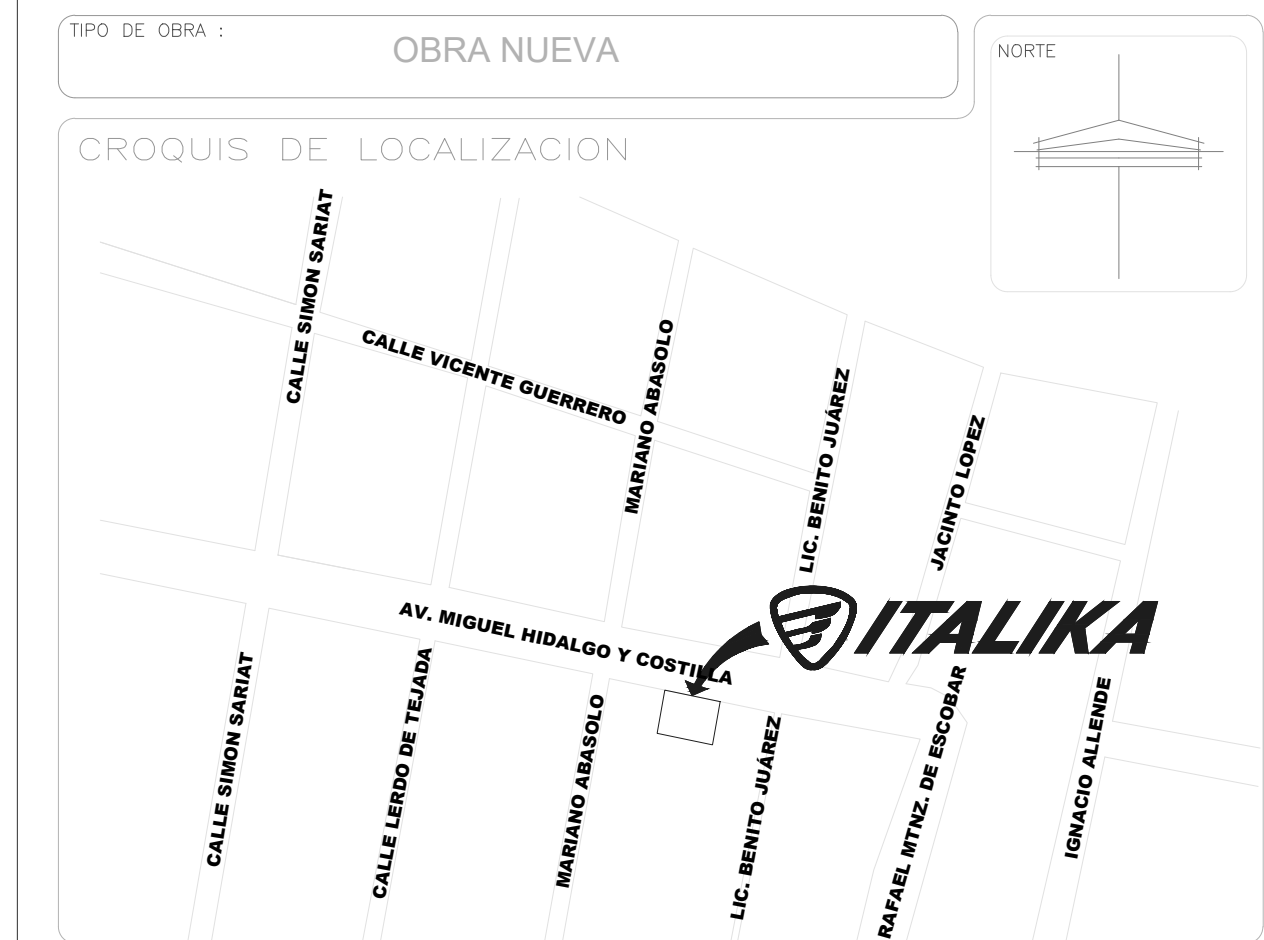 TIPO DE OBRA :
OBRA NUEVA
NORTE
CROQUIS DE LOCALIZACION
CALLE SIMON SARIAT
CALLE VICENTE GUERRERO
MARIANO ABASOLO
LIC. BENITO JUÁREZ
JACINTO LOPEZ
AV. MIGUEL HIDALGO Y COSTILLA
ITALIKA
CALLE SIMON SARIAT
CALLE LERDO DE TEJADA
MARIANO ABASOLO
LIC. BENITO JUÁREZ
RAFAEL MTNZ. DE ESCOBAR
IGNACIO ALLENDE